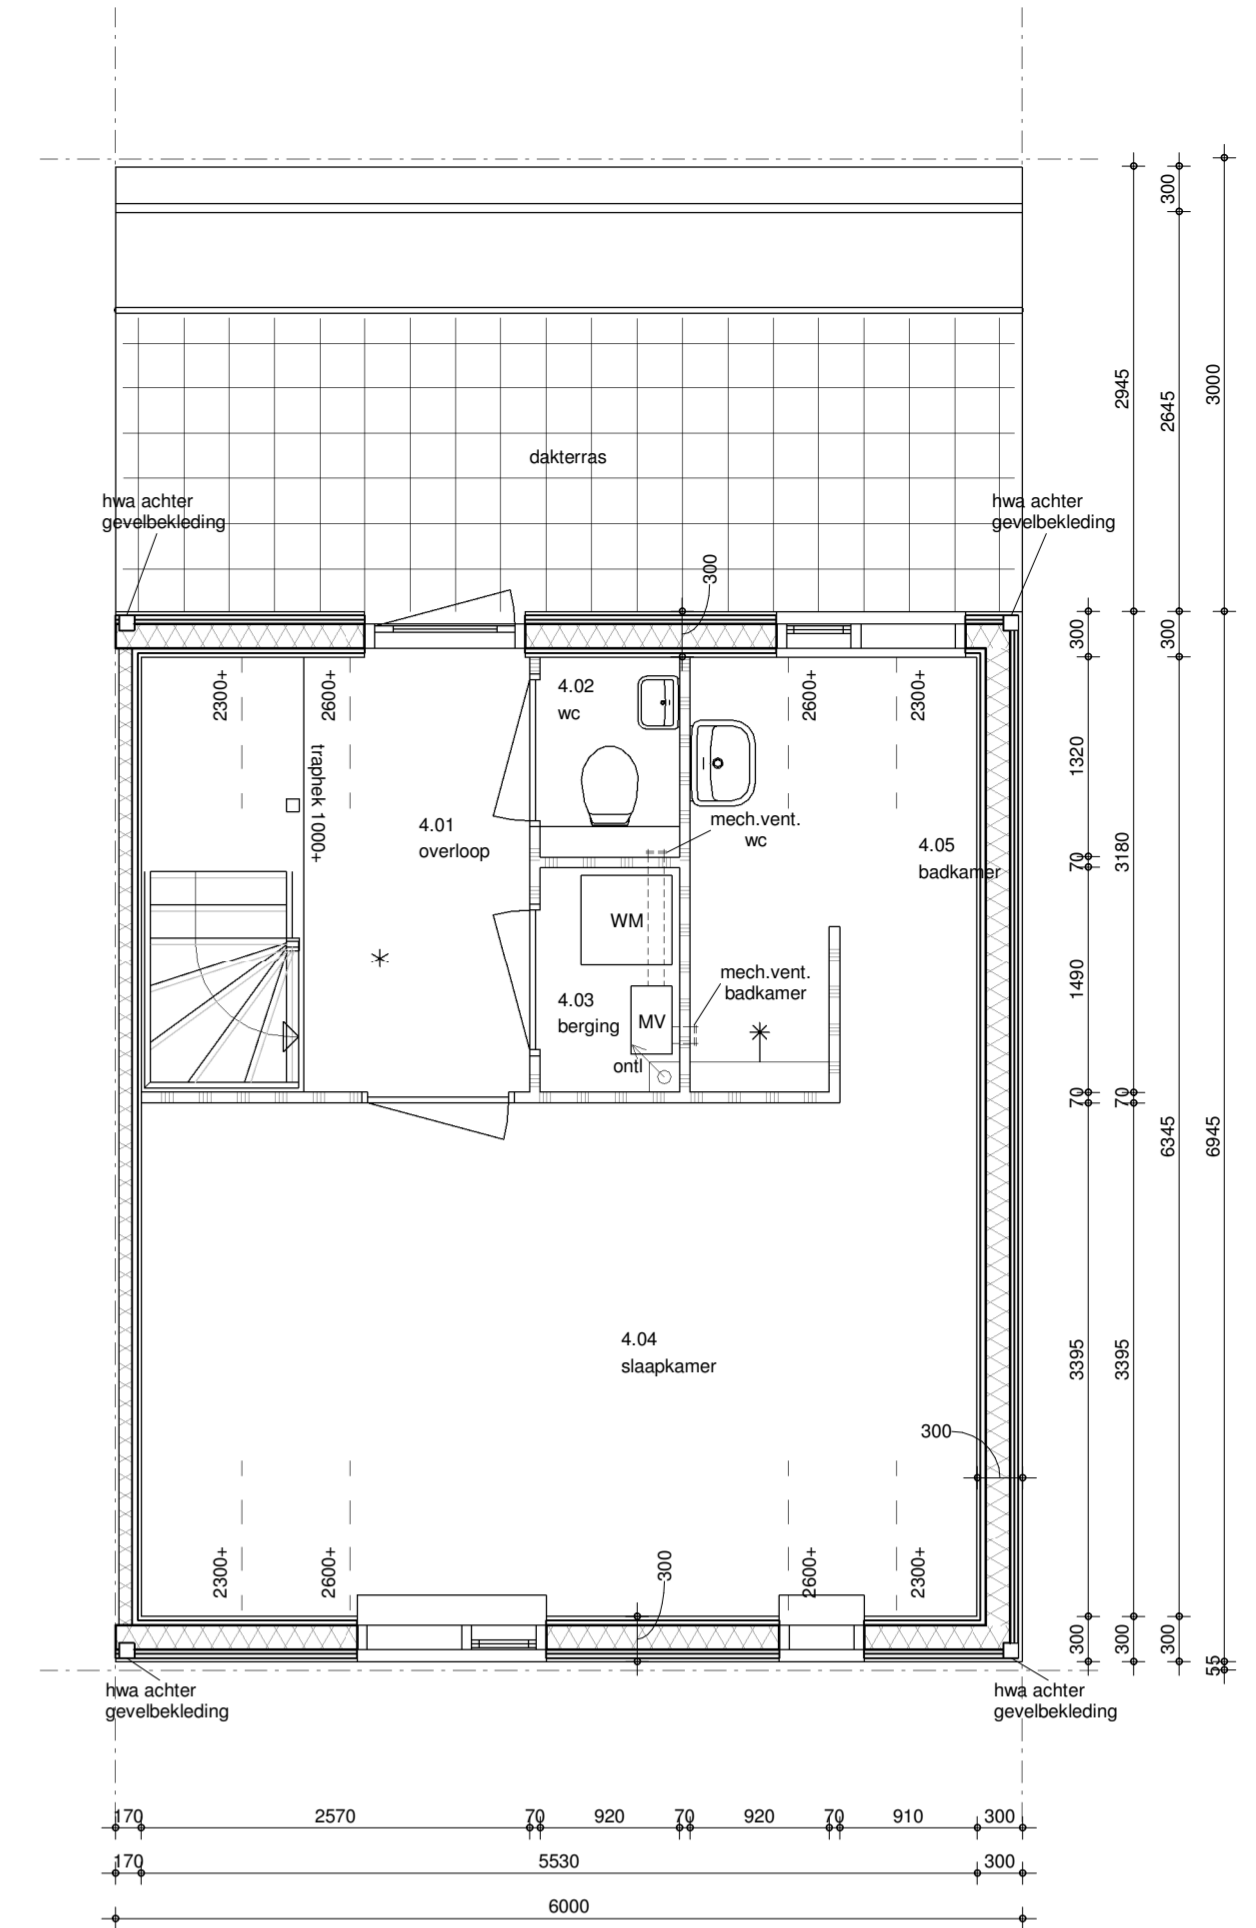 300
2945
2645
3000
dakterras
hwa achter
gevelbekleding
hwa achter
gevelbekleding
300
300
300
2300+
2600+
4.02
wc
2600+
2300+
traphek 1000+
1320
4.01
overloop
mech.vent.
wc
4.05
badkamer
70
3180
WM
mech.vent.
badkamer
4.03
berging
MV
1490
ontl
70
70
6345
6945
4.04
slaapkamer
3395
3395
300
2300+
2600+
300
2600+
2300+
300
300
300
55
hwa achter
gevelbekleding
hwa achter
gevelbekleding
170
2570
70
920
70
920
70
910
300
170
5530
300
6000